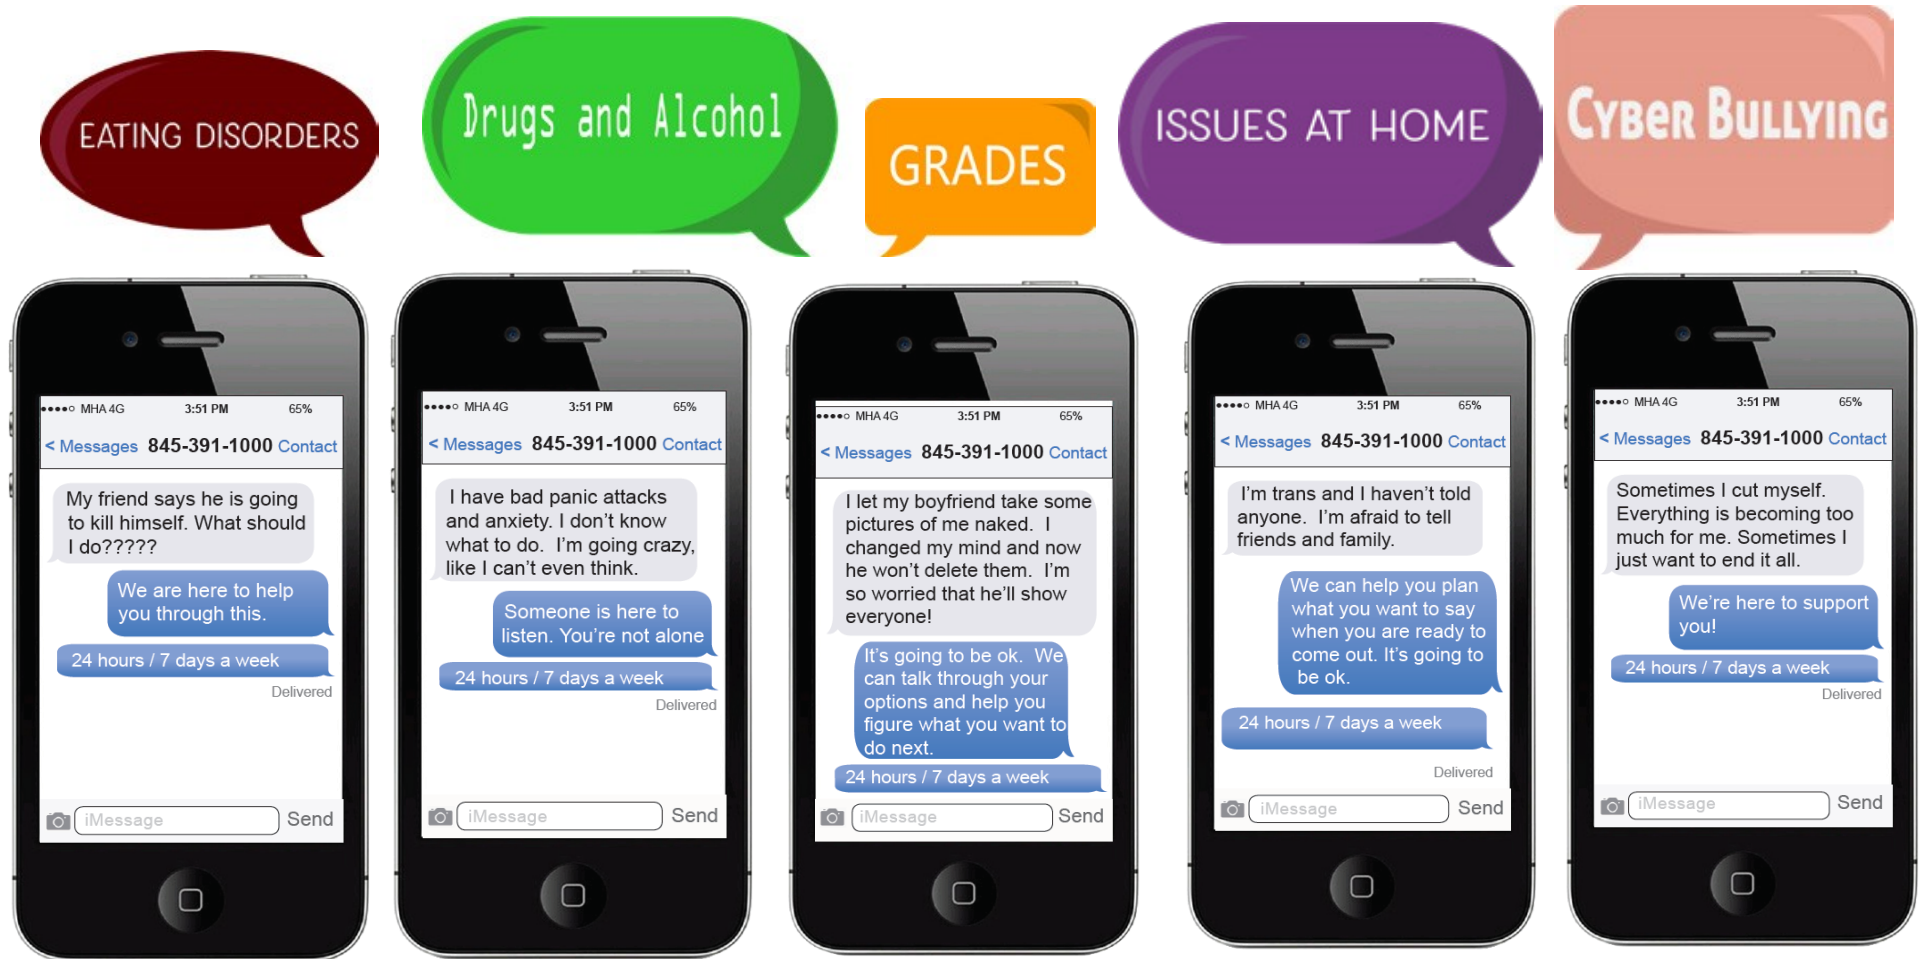 EATING DISORDERS
Drugs and Alcohol
GRADES
ISSUES AT HOME
CYBER BULLYING
MHA 4G 3:51 PM 65%
< Messages 845-391-1000 Contact
My friend says he is going
to kill himself. What should
I do?????
We are here to help
you through this.
24 hours / 7 days a week
Delivered
iMessage Send
MHA 4G 3:51 PM 65%
< Messages 845-391-1000 Contact
I have bad panic attacks
and anxiety. I don't know
what to do.  I'm going crazy,
like I can't even think.
Someone is here to
listen. You're not alone
24 hours / 7 days a week
Delivered
iMessage Send
MHA 4G 3:51 PM 65%
< Messages 845-391-1000 Contact
I let my boyfriend take some
pictures of me naked.  I
changed my mind and now
he won't delete them.  I'm
so worried that he'll show
everyone!
It's going to be ok.  We
can talk through your
options and help you
figure what you want to
do next.
24 hours / 7 days a week
iMessage Send
MHA 4G 3:51 PM 65%
< Messages 845-391-1000 Contact
I'm trans and I haven't told
anyone.  I'm afraid to tell
friends and family.
We can help you plan
what you want to say
when you are ready to
come out. It's going to
be ok.
24 hours / 7 days a week
Delivered
iMessage Send
MHA 4G 3:51 PM 65%
< Messages 845-391-1000 Contact
Sometimes I cut myself.
Everything is becoming too
much for me. Sometimes I
just want to end it all.
We're here to support
you!
24 hours / 7 days a week
Delivered
iMessage Send